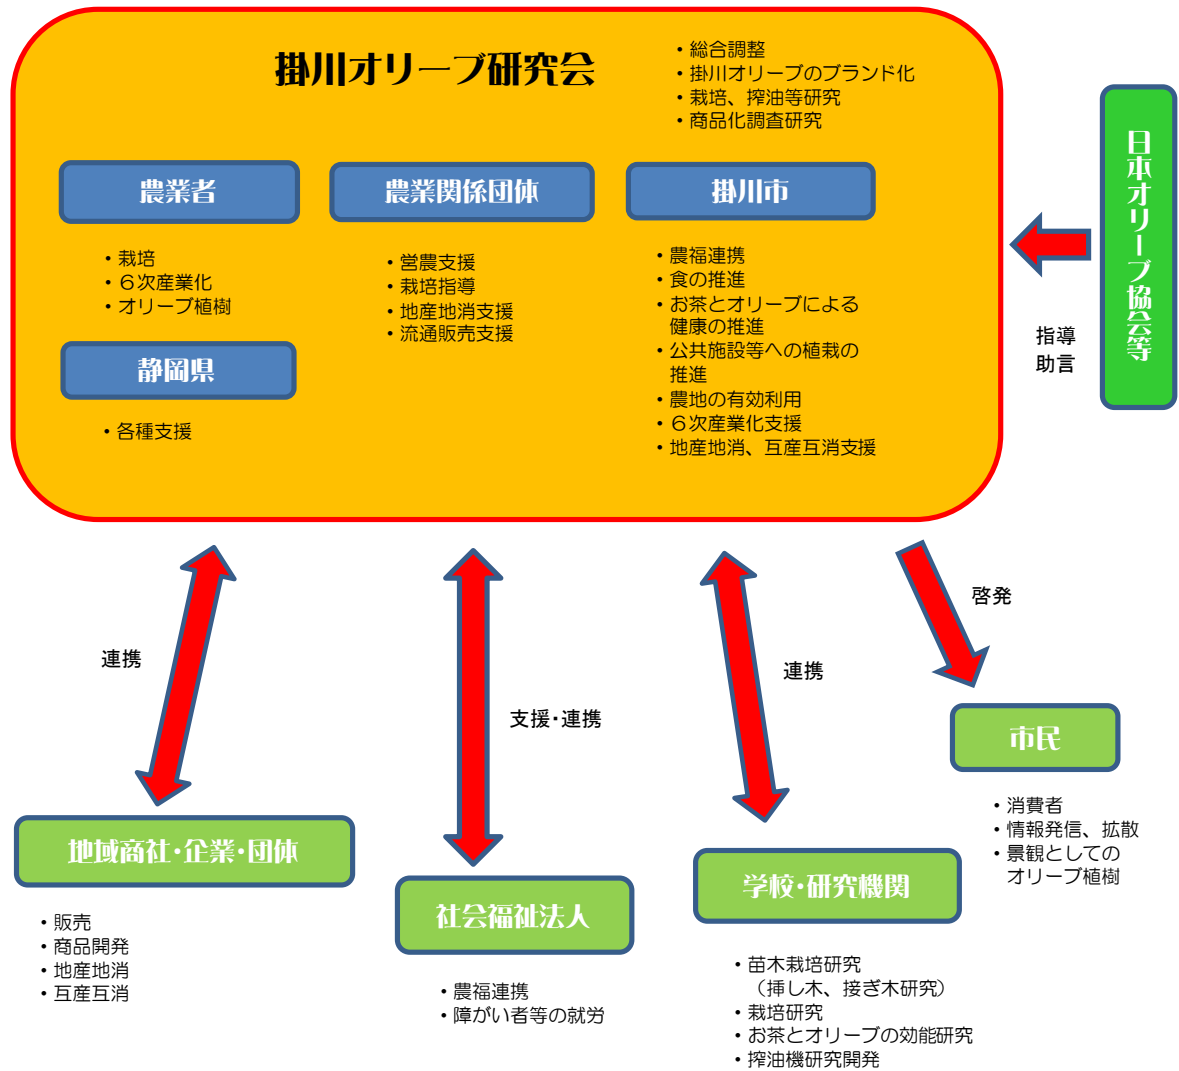 掛川オリーブ研究会
・総合調整
・掛川オリーブのブランド化
・栽培、搾油等研究
・商品化調査研究
農業者
・栽培
・６次産業化
・オリーブ植樹
静岡県
・各種支援
農業関係団体
・営農支援
・栽培指導
・地産地消支援
・流通販売支援
掛川市
・農福連携
・食の推進
・お茶とオリーブによる
健康の推進
・公共施設等への植栽の
推進
・農地の有効利用
・６次産業化支援
・地産地消、互産互消支援
日本オリーブ協会等
指導
助言
連携
支援・連携
連携
啓発
地域商社・企業・団体
・販売
・商品開発
・地産地消
・互産互消
社会福祉法人
・農福連携
・障がい者等の就労
学校・研究機関
・苗木栽培研究
（挿し木、接ぎ木研究）
・栽培研究
・お茶とオリーブの効能研究
・搾油機研究開発
市民
・消費者
・情報発信、拡散
・景観としての
オリーブ植樹